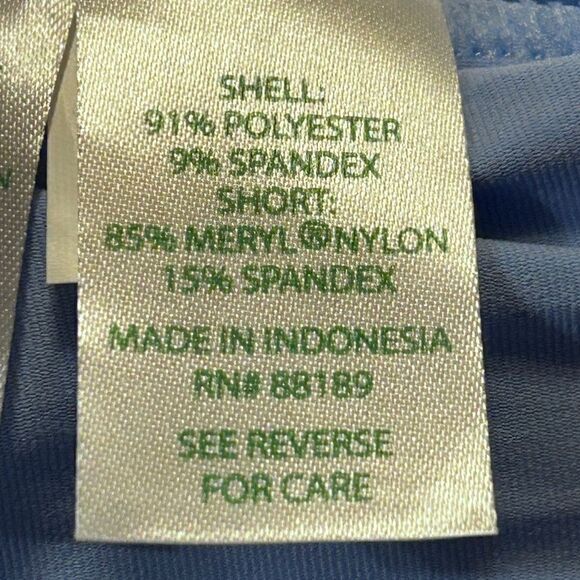 SHELL:
91% POLYESTER
9% SPANDEX
SHORT:
85% MERYL®NYLON
15% SPANDEX
MADE IN INDONESIA
RN# 88189
SEE REVERSE
FOR CARE